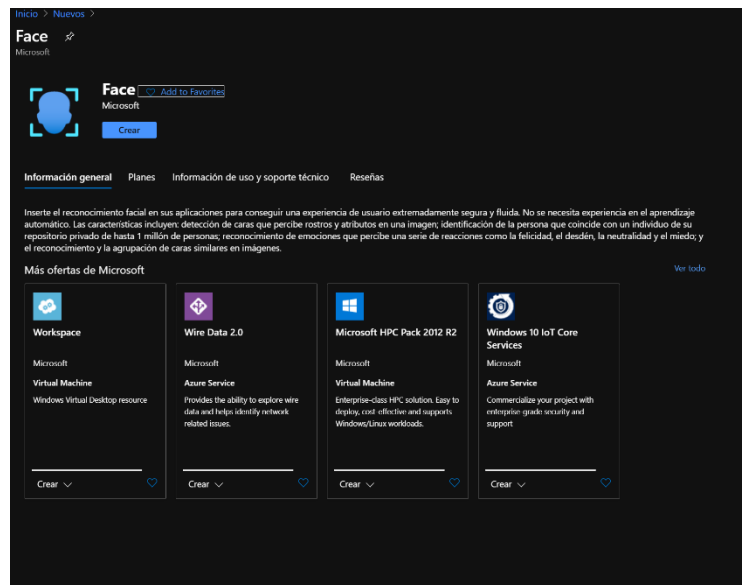 Inicio > Nuevos >
Face
Microsoft
Face
Add to Favorites
Microsoft
Crear
Información general Planes Información de uso y soporte técnico Reseñas
Inserte el reconocimiento facial en sus aplicaciones para conseguir una experiencia de usuario extremadamente segura y fluida. No se necesita experiencia en el aprendizaje
automático. Las características incluyen: detección de caras que percibe rostros y atributos en una imagen; identificación de la persona que coincide con un individuo de su
repositorio privado de hasta 1 millón de personas; reconocimiento de emociones que percibe una serie de reacciones como la felicidad, el desdén, la neutralidad y el miedo; y
el reconocimiento y la agrupación de caras similares en imágenes.
Más ofertas de Microsoft Ver todo
Workspace
Microsoft
Virtual Machine
Windows Virtual Desktop resource
Crear
Wire Data 2.0
Microsoft
Azure Service
Provides the ability to explore wire
data and helps identify network
related issues.
Crear
Microsoft HPC Pack 2012 R2
Microsoft
Virtual Machine
Enterprise-class HPC solution. Easy to
deploy, cost-effective and supports
Windows/Linux workloads.
Crear
Windows 10 IoT Core
Services
Microsoft
Azure Service
Commercialize your project with
enterprise-grade security and
support
Crear